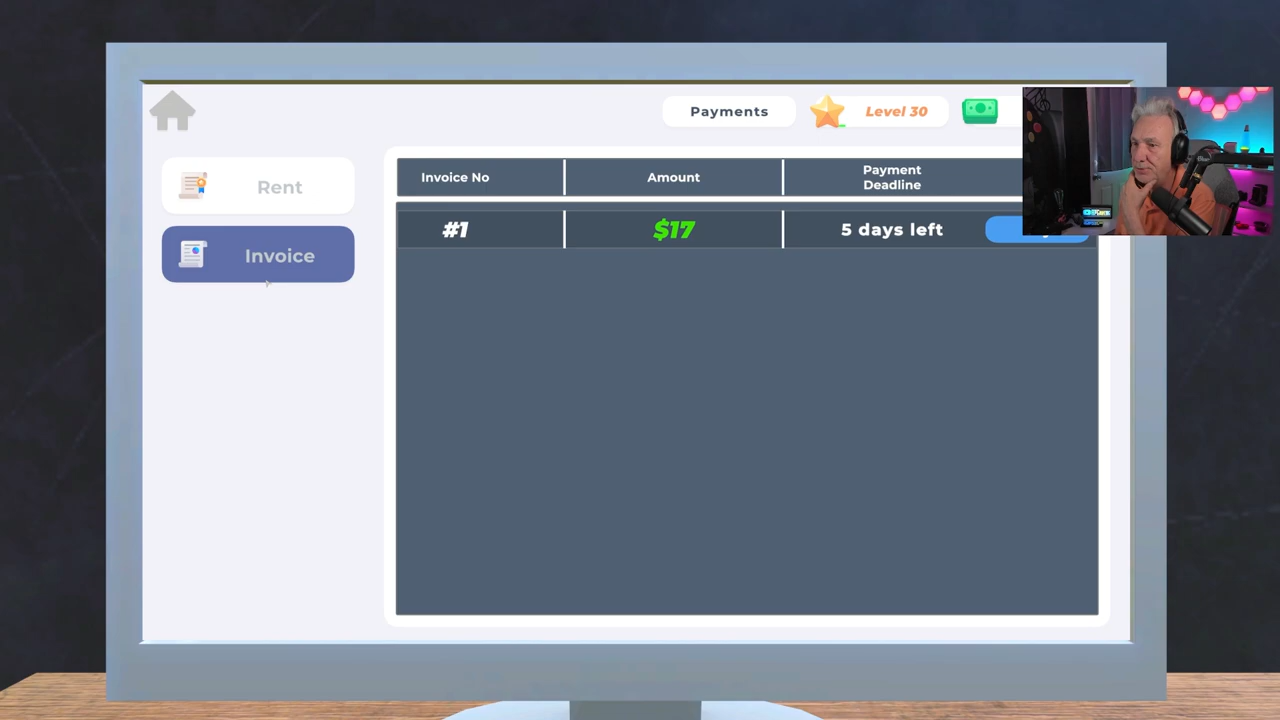 Payments
Level 30
Rent
Invoice
Invoice No
Amount
Payment
Deadline
#1
$17
5 days left